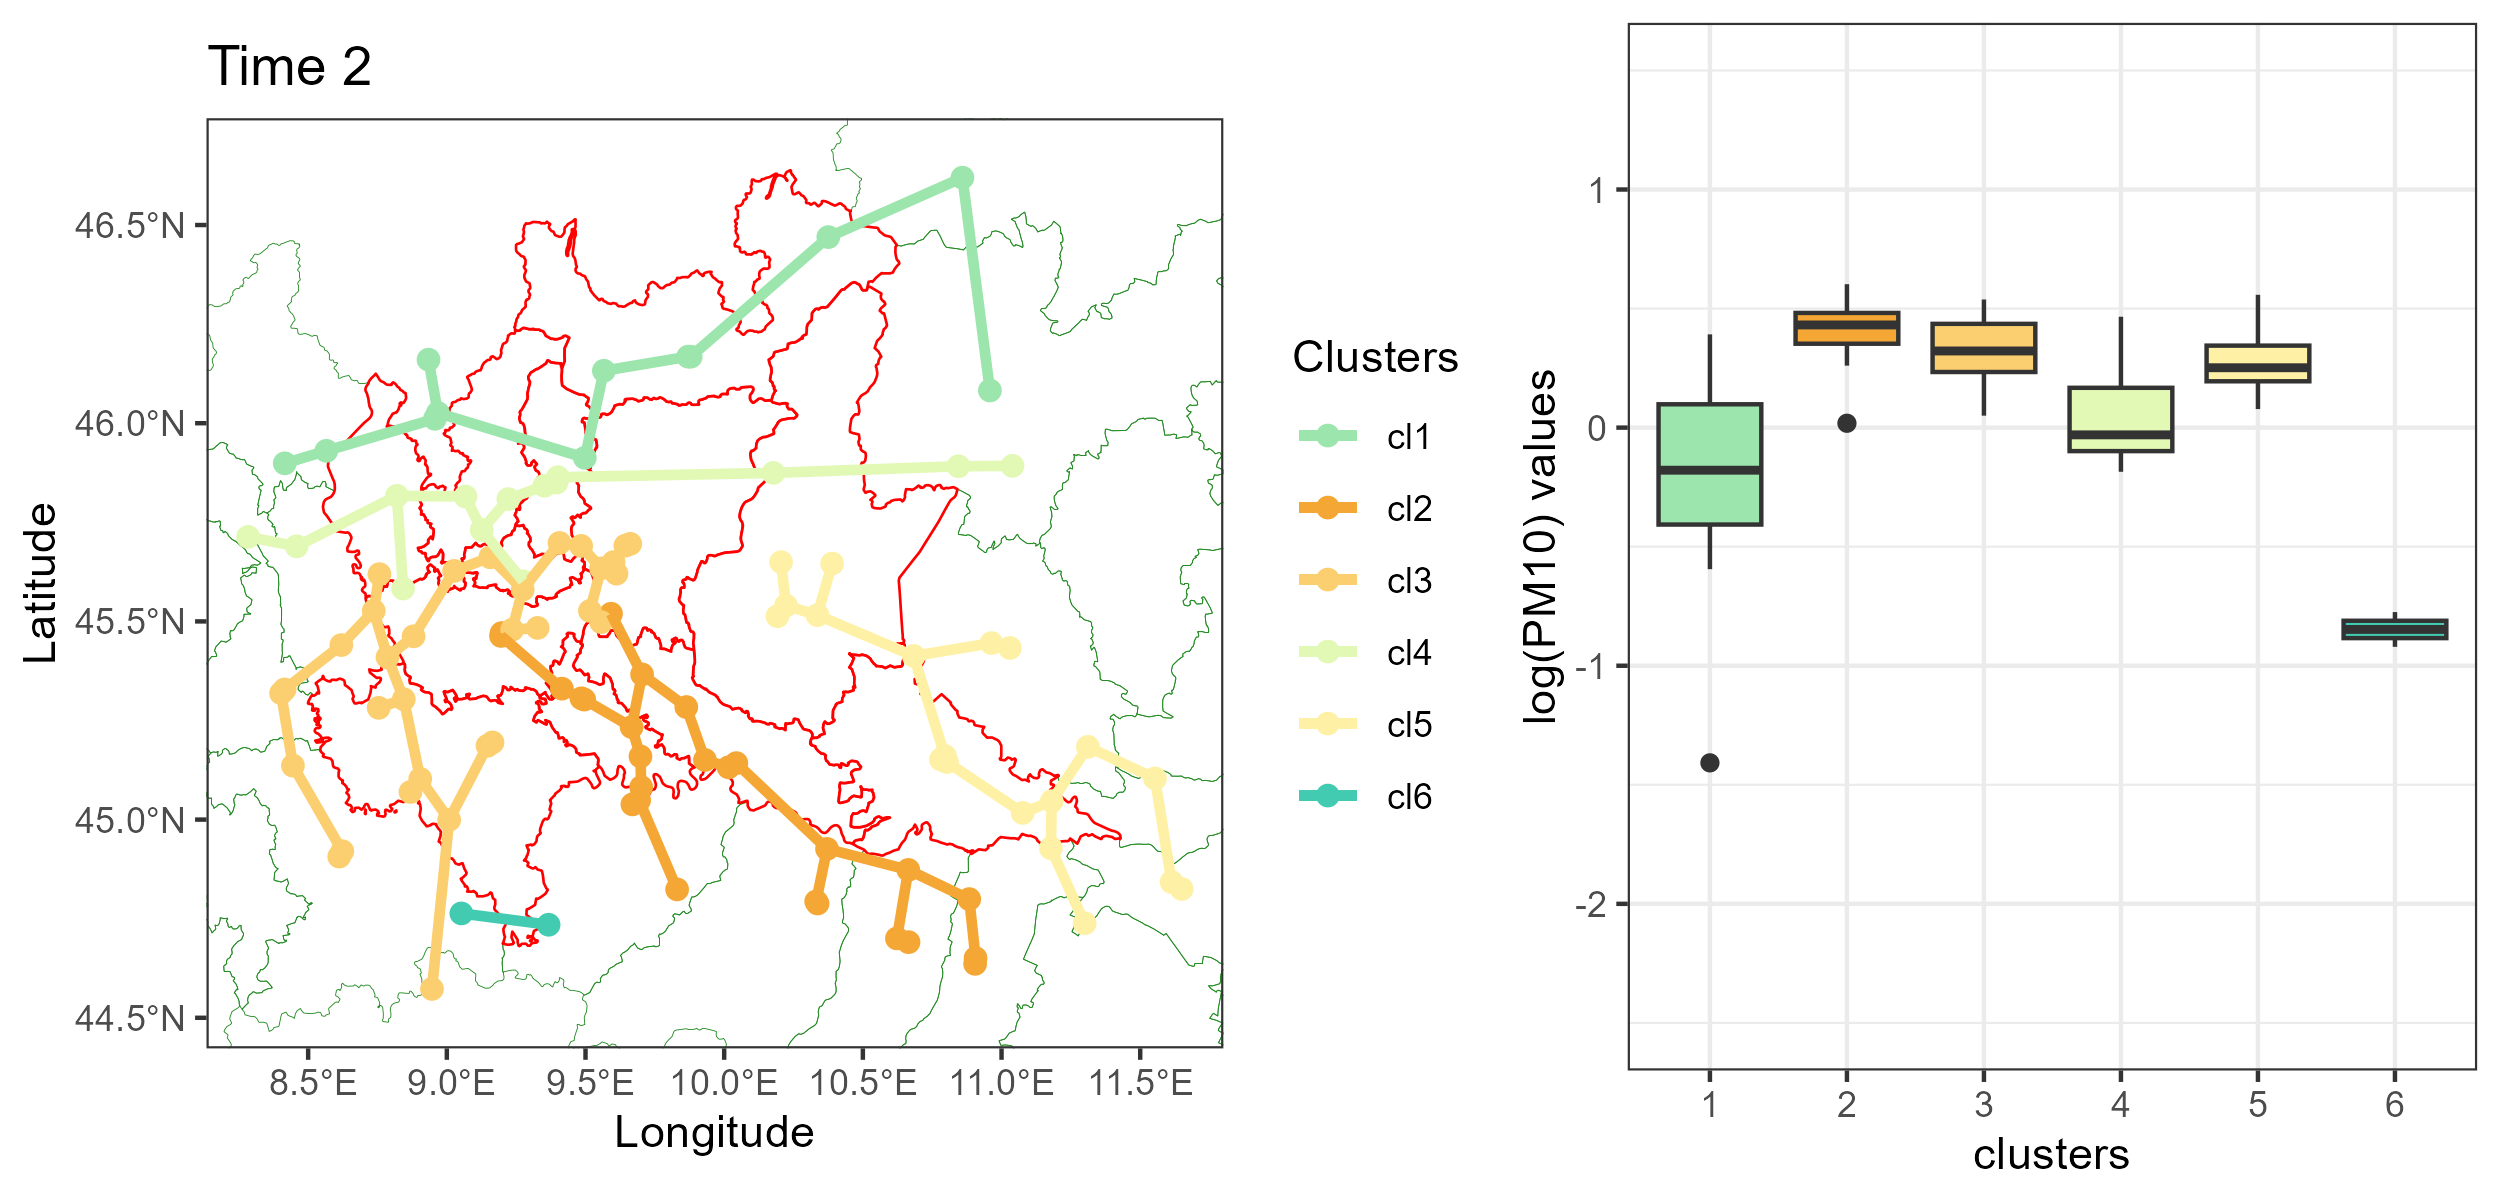 Time 2
46.5°N
46.0°N
45.5°N
45.0°N
44.5°N
Latitude
8.5°E
9.0°E
9.5°E
10.0°E
10.5°E
11.0°E
11.5°E
Longitude
Clusters
cl1
cl2
cl3
cl4
cl5
cl6
1
0
-1
-2
log(PM10) values
1
2
3
4
5
6
clusters